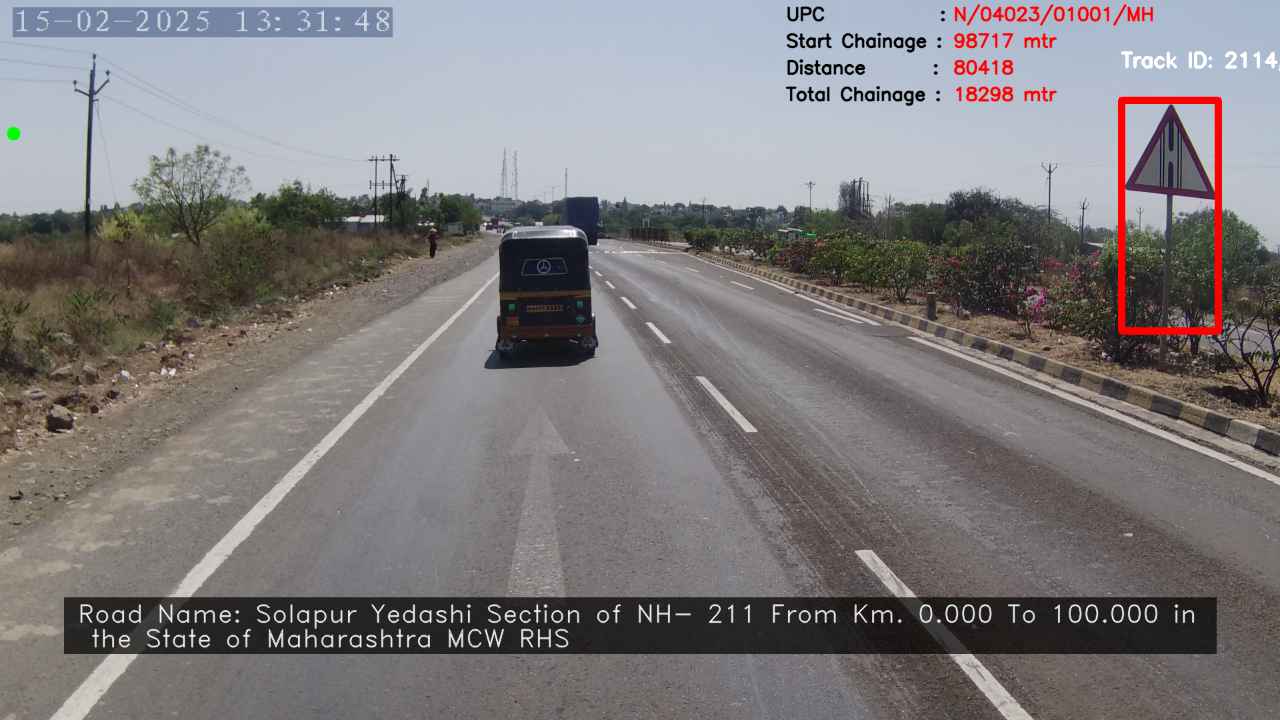 15-02-2025 13:31:48
UPC : N/04023/01001/MH
Start Chainage : 98717 mtr
Distance : 80418
Total Chainage : 18298 mtr
Track ID: 2114,
Road Name: Solapur Yedashi Section of NH- 211 From Km. 0.000 To 100.000 in
the State of Maharashtra MCW RHS